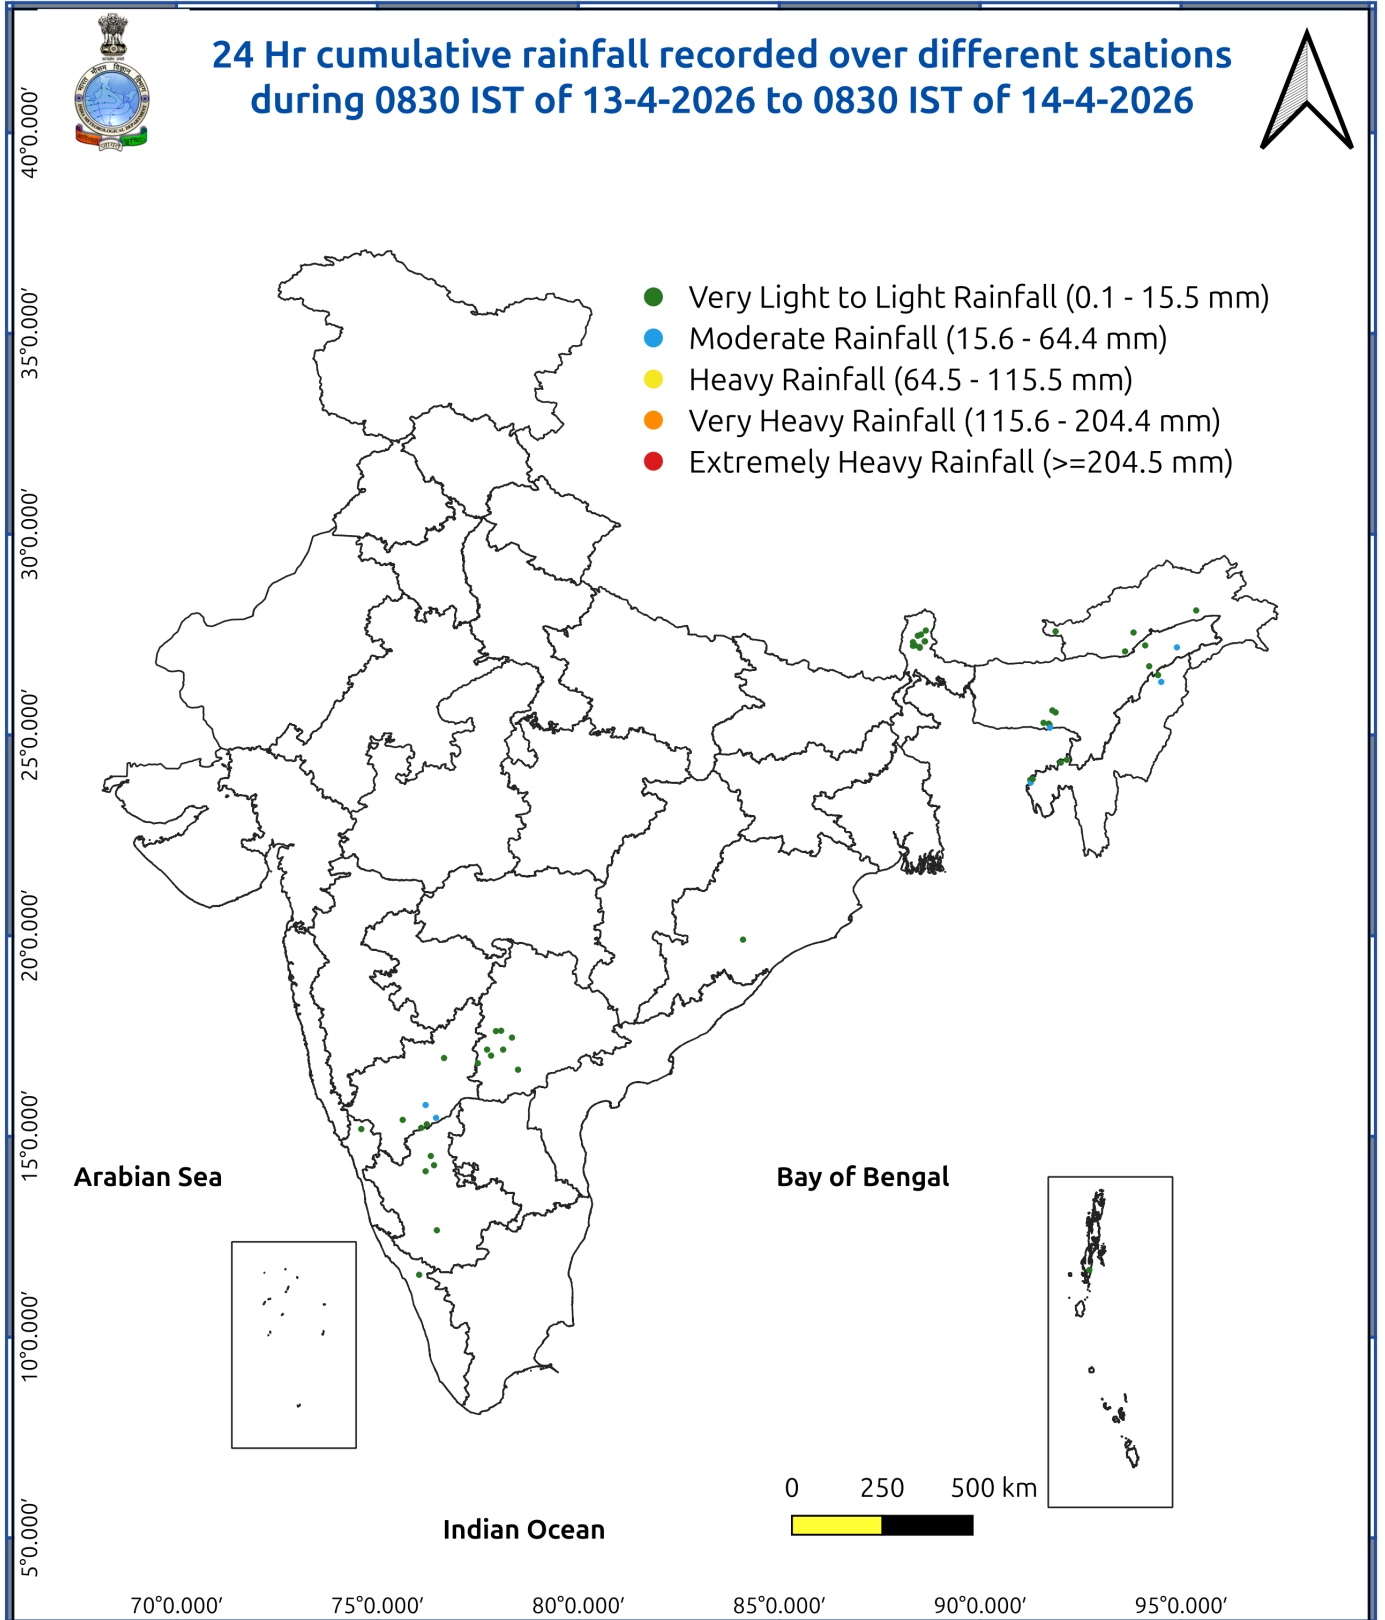 24 Hr cumulative rainfall recorded over different stations
during 0830 IST of 13-4-2026 to 0830 IST of 14-4-2026
Very Light to Light Rainfall (0.1 - 15.5 mm)
Moderate Rainfall (15.6 - 64.4 mm)
Heavy Rainfall (64.5 - 115.5 mm)
Very Heavy Rainfall (115.6 - 204.4 mm)
Extremely Heavy Rainfall (>=204.5 mm)
40°0.000′
35°0.000′
30°0.000′
25°0.000′
20°0.000′
15°0.000′
10°0.000′
5°0.000′
Arabian Sea
Bay of Bengal
Indian Ocean
0 250 500 km
70°0.000′ 75°0.000′ 80°0.000′ 85°0.000′ 90°0.000′ 95°0.000′